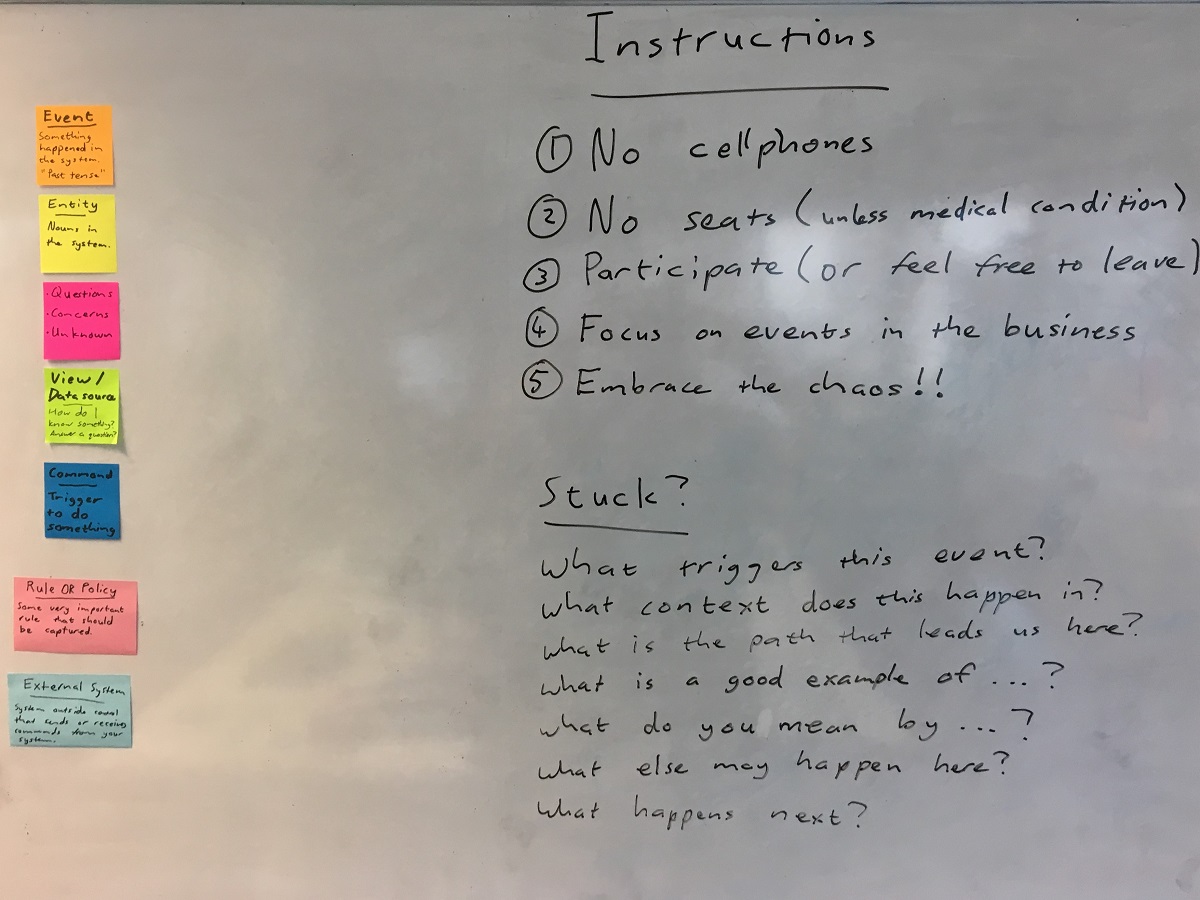 Instructions
① No cellphones
② No seats (unless medical condition)
③ Participate (or feel free to leave)
④ Focus on events in the business
⑤ Embrace the chaos!!
Stuck?
What triggers this event?
What context does this happen in?
What is the path that leads us here?
What is a good example of ...?
What do you mean by ...?
What else may happen here?
What happens next?
Event
Something
happened in
the system.
"Past tense"
Entity
Nouns in
the system.
·Questions
·Concerns
·Unknown
View/
Data source
How do I
know something?
Answer a question?
Command
Trigger
to do
something
Rule OR Policy
Some very important
rule that should
be captured.
External System
System outside
that sends or receives
commands from your
system.